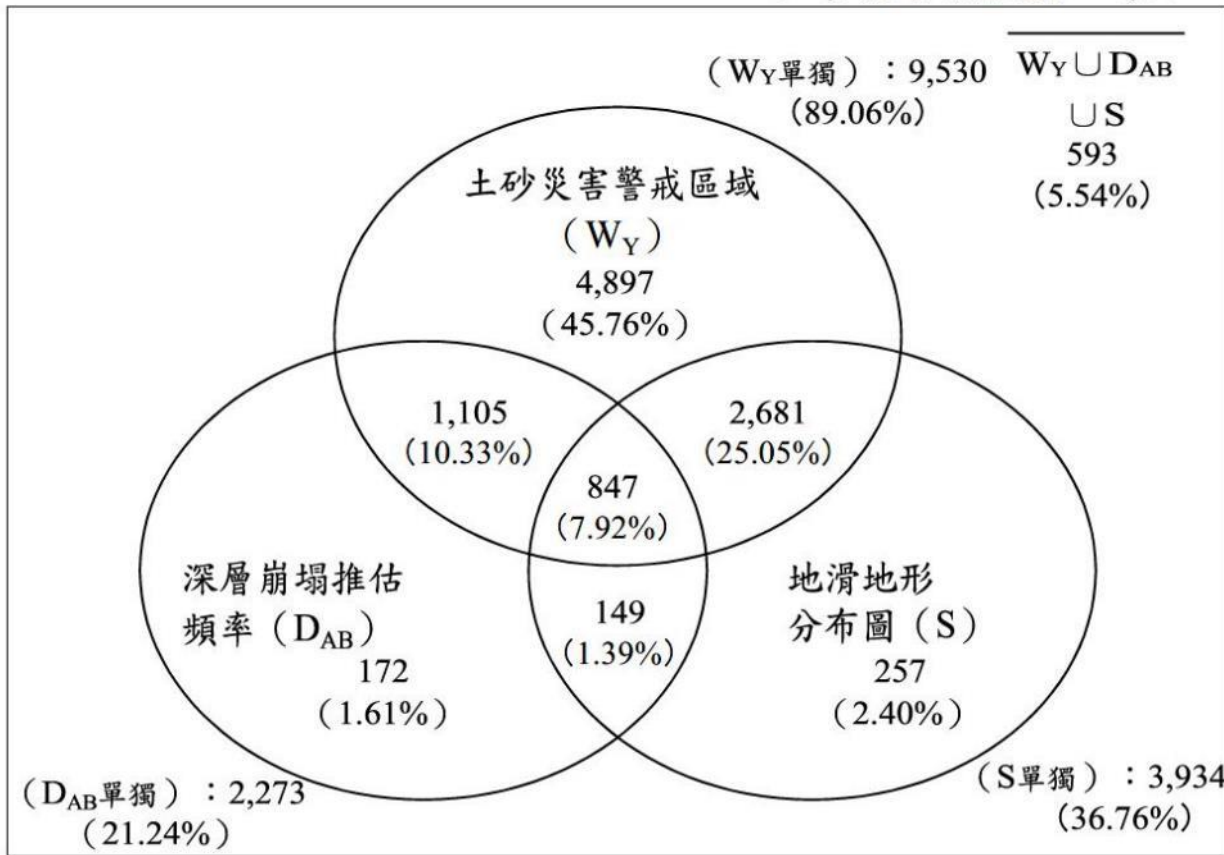 （WY單獨）：9,530
(89.06%)
WY∪DAB
∪S
593
(5.54%)
土砂災害警戒區域
（WY）
4,897
(45.76%)
1,105
(10.33%)
2,681
(25.05%)
847
(7.92%)
深層崩塌推估
頻率（DAB）
172
(1.61%)
149
(1.39%)
地滑地形
分布圖（S）
257
(2.40%)
（DAB單獨）：2,273
(21.24%)
（S單獨）：3,934
(36.76%)